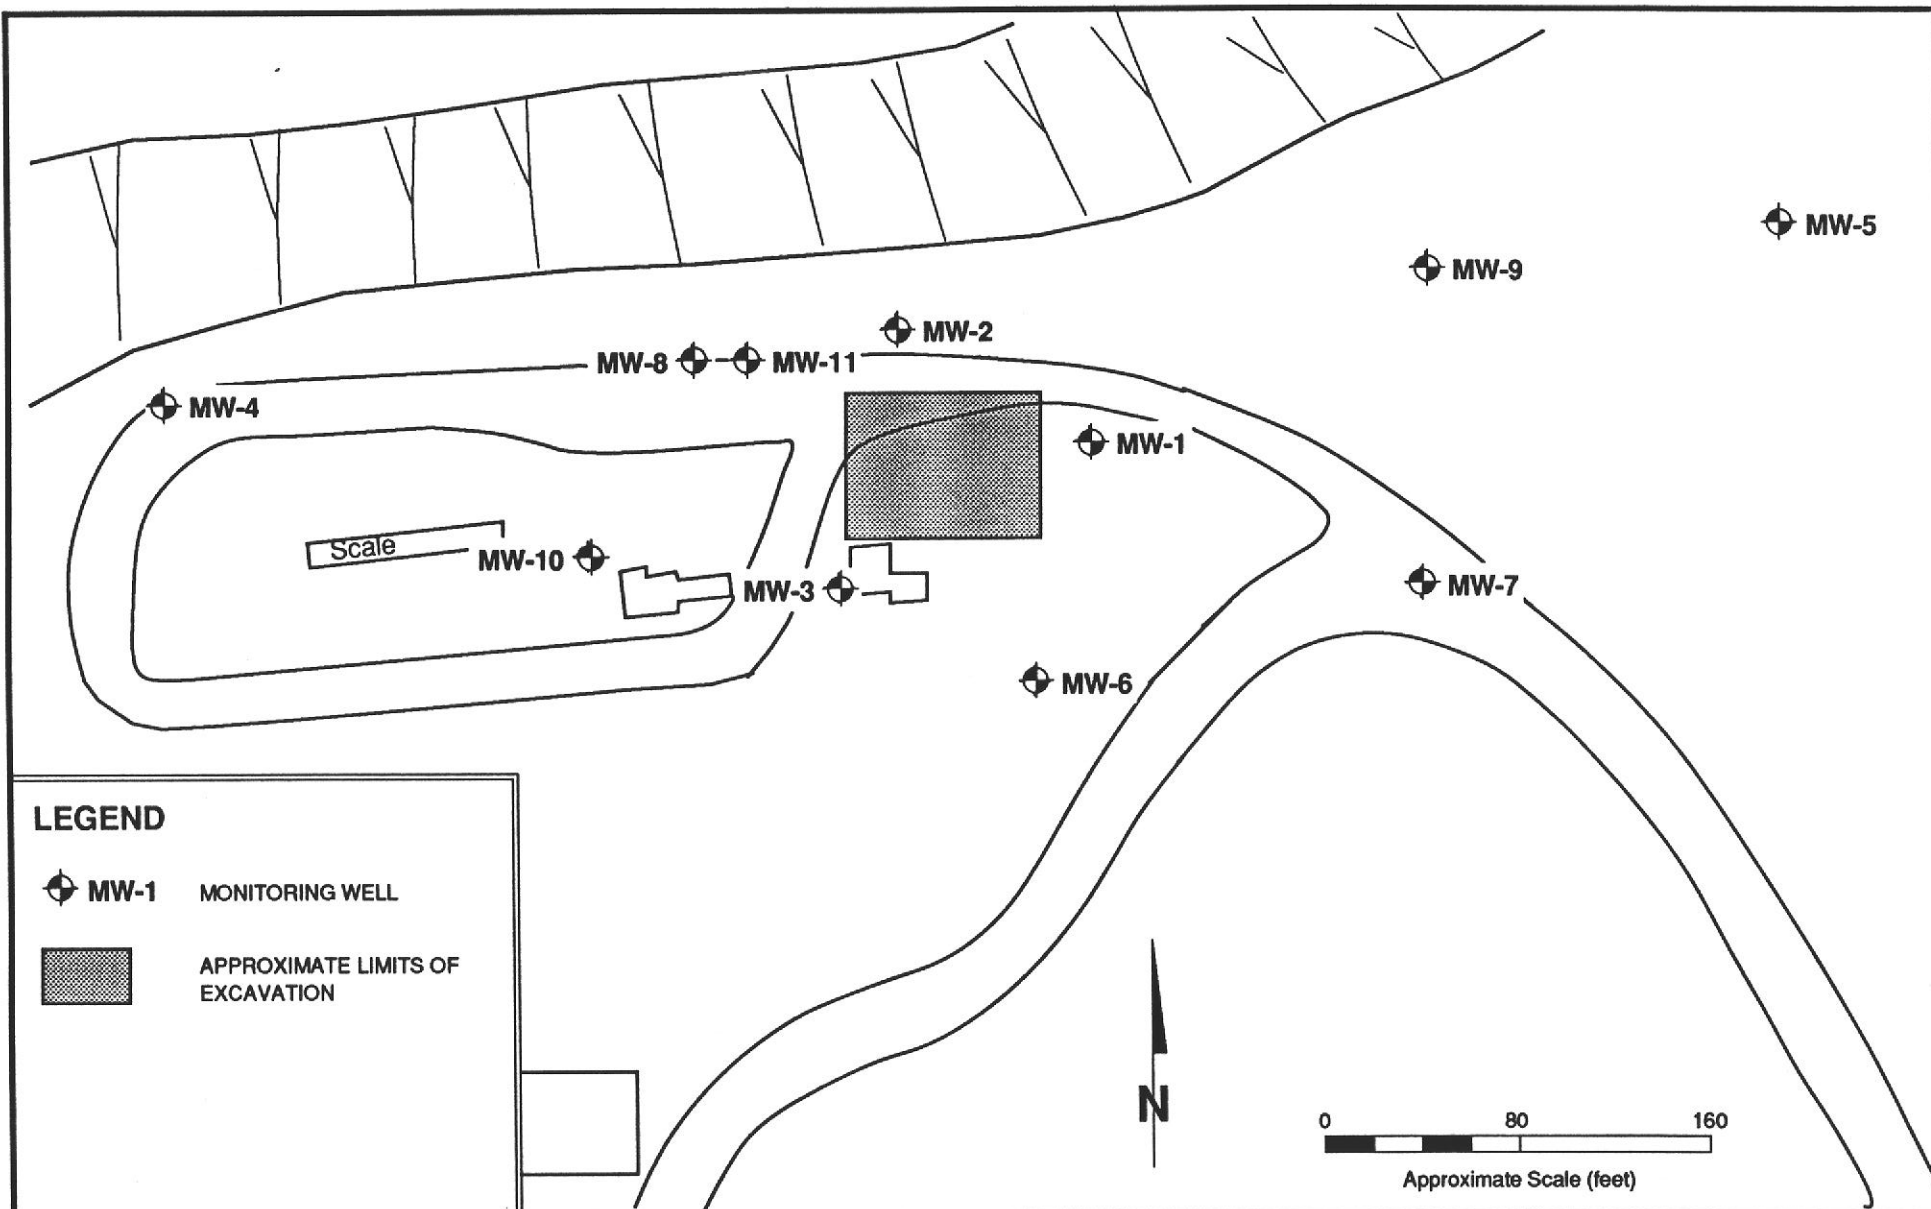 MW-5
MW-9
MW-2
MW-8
MW-11
MW-4
MW-1
Scale
MW-10
MW-3
MW-7
MW-6
LEGEND
MW-1 MONITORING WELL
APPROXIMATE LIMITS OF
EXCAVATION
N
0 80 160
Approximate Scale (feet)